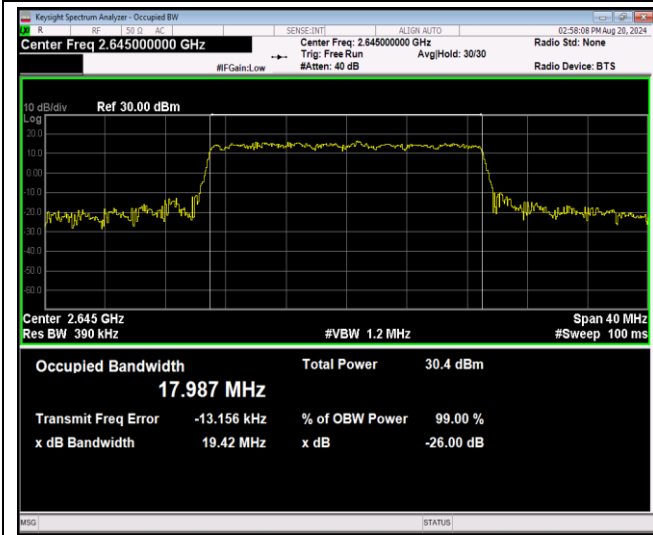 Keysight Spectrum Analyzer - Occupied BW
R RF 50 Ω AC SENSE:INT ALIGN AUTO 02:58:08 PM Aug 20, 2024
Center Freq 2.645000000 GHz Center Freq: 2.645000000 GHz Radio Std: None
Trig: Free Run Avg|Hold: 30/30
#IFGain:Low #Atten: 40 dB Radio Device: BTS
10 dB/div Ref 30.00 dBm
Log
20.0
10.0
0.00
-10.0
-20.0
-30.0
-40.0
-50.0
-60.0
Center 2.645 GHz Span 40 MHz
Res BW 390 kHz #VBW 1.2 MHz #Sweep 100 ms
Occupied Bandwidth Total Power 30.4 dBm
17.987 MHz
Transmit Freq Error -13.156 kHz % of OBW Power 99.00 %
x dB Bandwidth 19.42 MHz x dB -26.00 dB
MSG STATUS